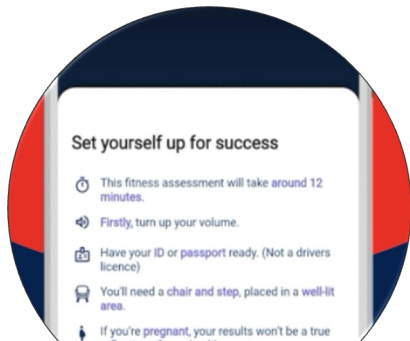 Set yourself up for success
This fitness assessment will take around 12
minutes.
Firstly, turn up your volume.
Have your ID or passport ready. (Not a drivers
licence)
You'll need a chair and step, placed in a well-lit
area.
If you're pregnant, your results won't be a true